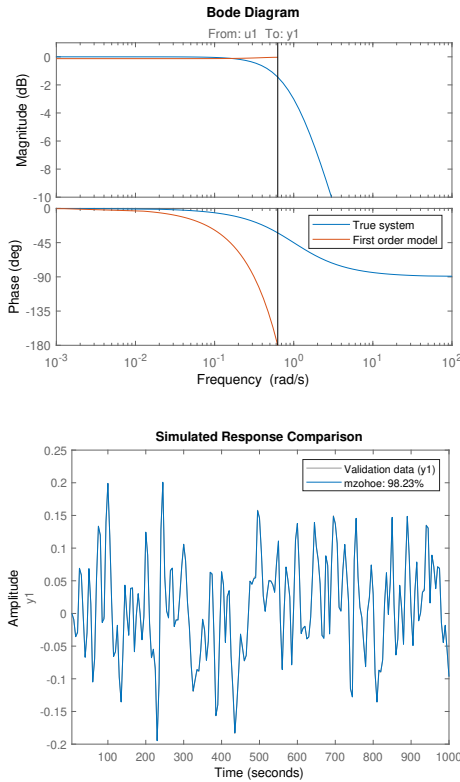 Bode Diagram
From: u1 To: y1
Magnitude (dB)
0
-2
-4
-6
-8
-10
Phase (deg)
0
-45
-90
-135
-180
True system
First order model
10^-3
10^-2
10^-1
10^0
10^1
10^2
Frequency (rad/s)
Simulated Response Comparison
Amplitude
y1
0.25
0.2
0.15
0.1
0.05
0
-0.05
-0.1
-0.15
-0.2
Validation data (y1)
mzohoe: 98.23%
100
200
300
400
500
600
700
800
900
1000
Time (seconds)